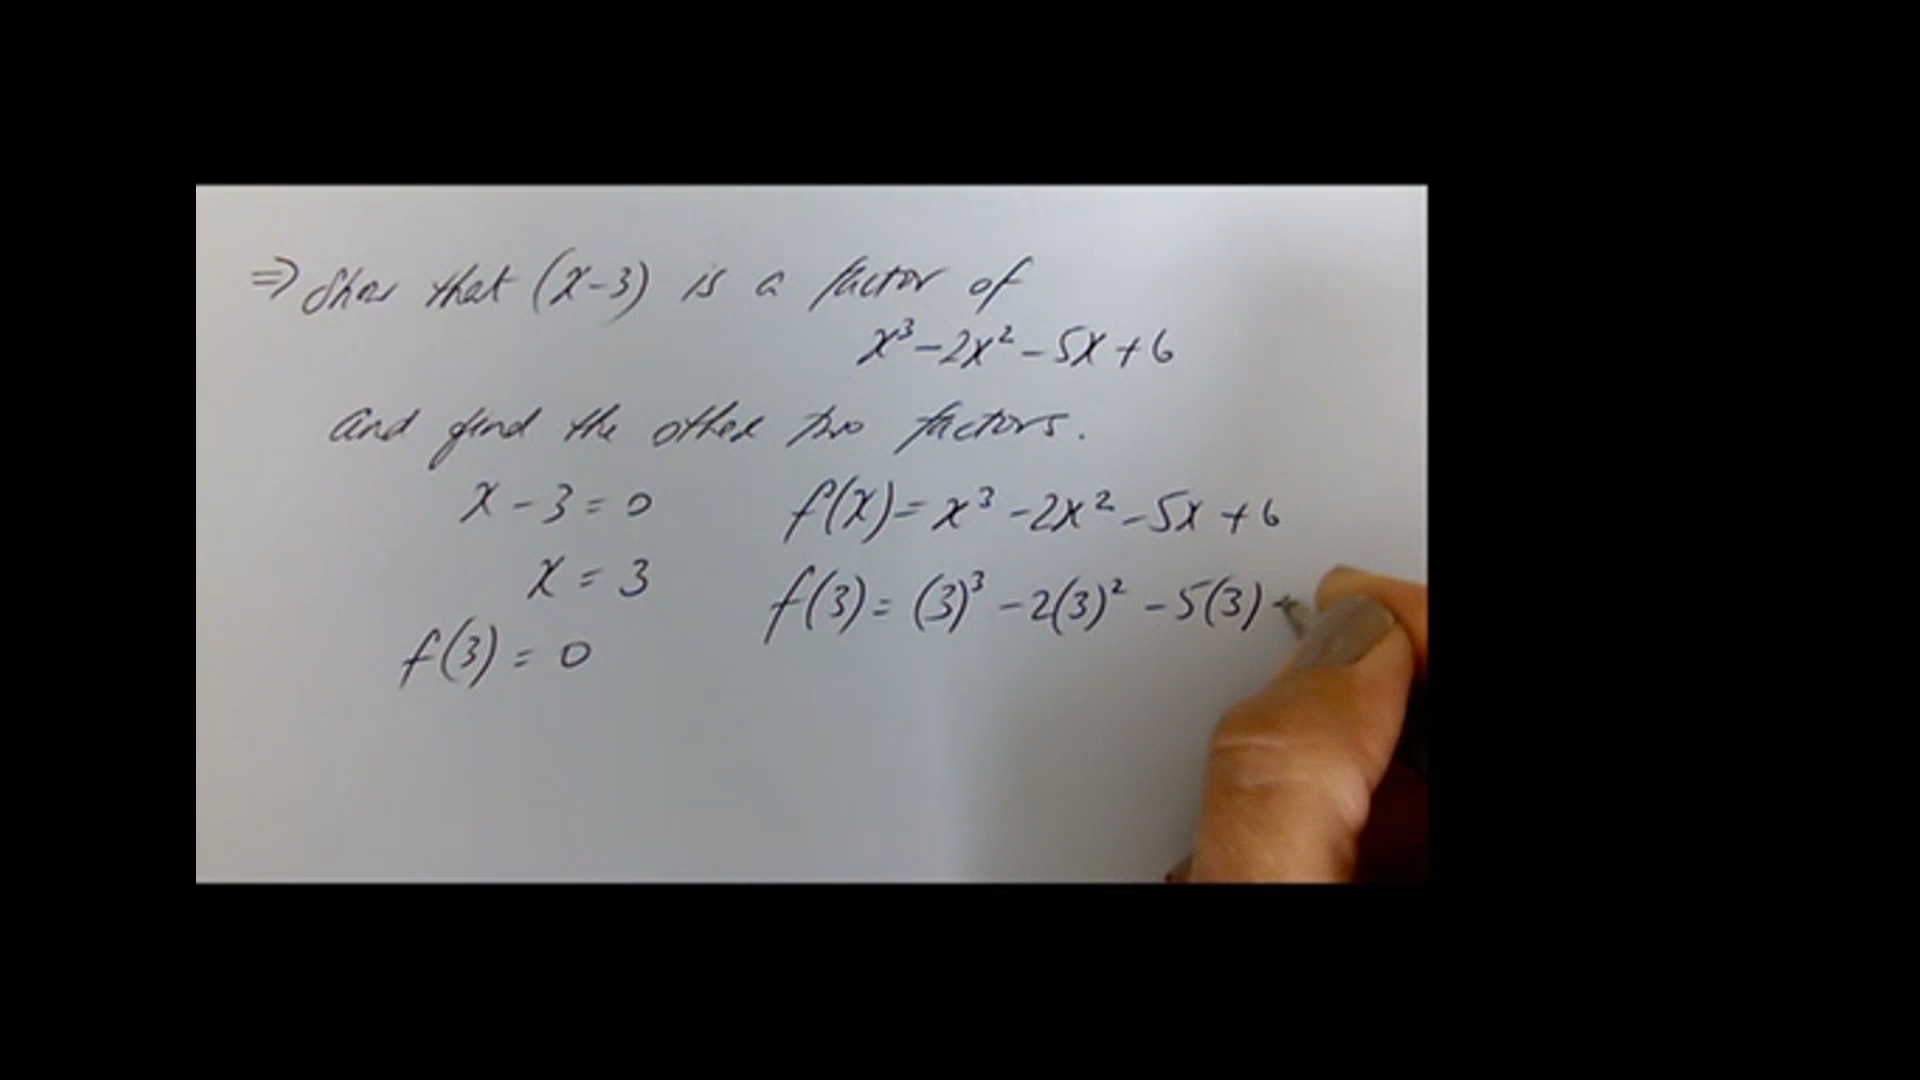 ⇒ Show that (x-3) is a factor of
x³-2x²-5x+6
and find the other two factors.
x-3=0
x=3
f(3)=0
f(x)=x³-2x²-5x+6
f(3)=(3)³-2(3)²-5(3)+